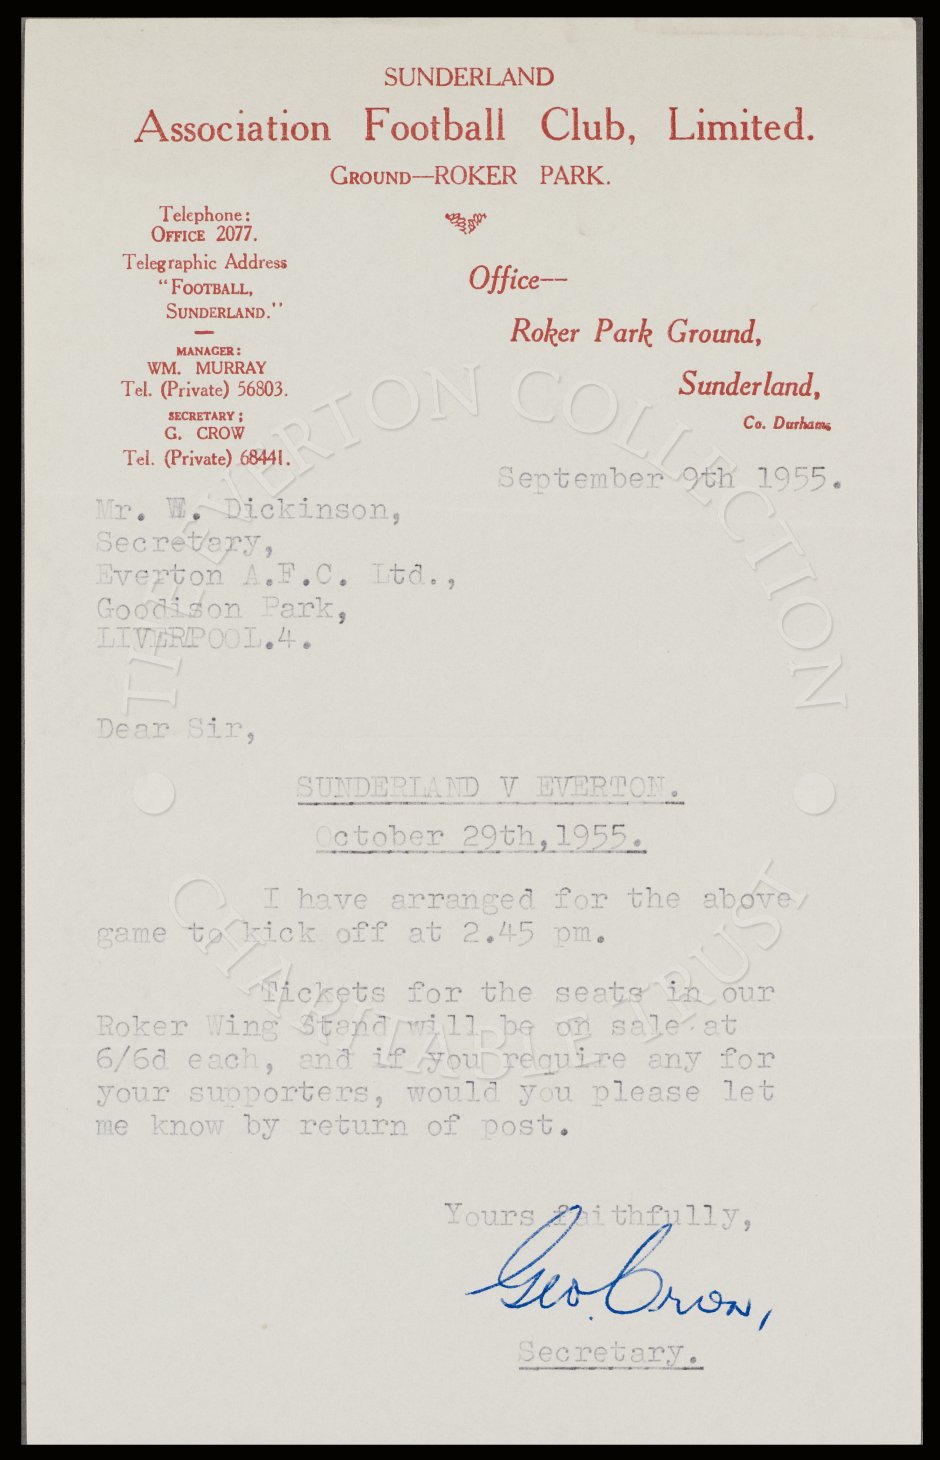 SUNDERLAND
Association Football Club, Limited.
GROUND—ROKER PARK.
Telephone:
OFFICE 2077.
Telegraphic Address
"FOOTBALL,
SUNDERLAND."
MANAGER:
WM. MURRAY
Tel. (Private) 56803.
SECRETARY;
G. CROW
Tel. (Private) 68441.
Office—
Roker Park Ground,
Sunderland,
Co. Durham.
September 9th 1955.
Mr. W. Dickinson,
Secretary,
Everton A.F.C. Ltd.,
Goodison Park,
LIVERPOOL.4.
Dear Sir,
SUNDERLAND V EVERTON.
October 29th,1955.
I have arranged for the above
game to kick off at 2.45 pm.
Tickets for the seats in our
Roker Wing Stand will be on sale at
6/6d each, and if you require any for
your supporters, would you please let
me know by return of post.
Yours faithfully,
Geo. Crow,
Secretary.
THE EVERTON COLLECTION
CHARITABLE TRUST